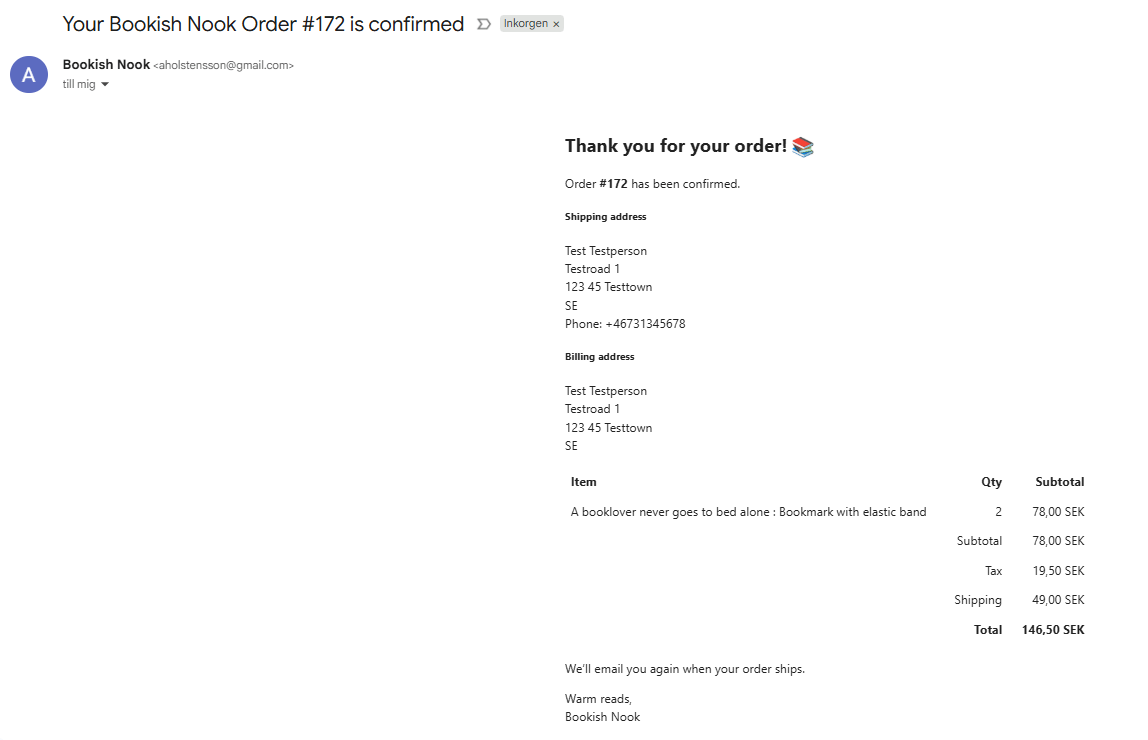 Your Bookish Nook Order #172 is confirmed Inkorgen ×
A
Bookish Nook <aholstensson@gmail.com>
till mig
Thank you for your order! 📚
Order #172 has been confirmed.
Shipping address
Test Testperson
Testroad 1
123 45 Testtown
SE
Phone: +46731345678
Billing address
Test Testperson
Testroad 1
123 45 Testtown
SE
Item Qty Subtotal
A booklover never goes to bed alone : Bookmark with elastic band 2 78,00 SEK
Subtotal 78,00 SEK
Tax 19,50 SEK
Shipping 49,00 SEK
Total 146,50 SEK
We'll email you again when your order ships.
Warm reads,
Bookish Nook